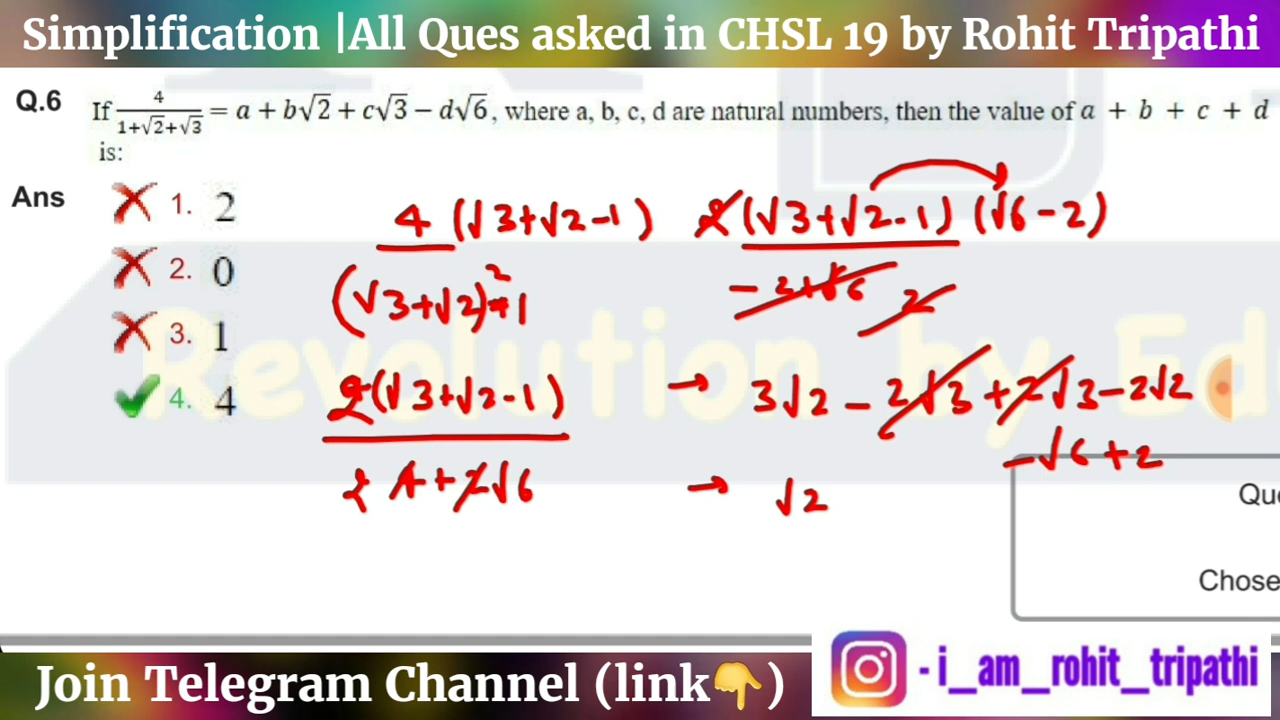 Simplification |All Ques asked in CHSL 19 by Rohit Tripathi
Q.6 If 4/(1+√2+√3) = a + b√2 + c√3 − d√6, where a, b, c, d are natural numbers, then the value of a + b + c + d
is:
Ans
1. 2
2. 0
3. 1
4. 4
4 (√3+√2-1)
(√3+√2)² 1
(√3+√2-1)
4+2√6
2(√3+√2-1) (√6-2)
- 2+√6 2
→ 3√2 - 2√3 + 2√3 - 2√2
-√6 + 2
→ √2
Revolution by Ed
Que
Chose
Join Telegram Channel (link👇)
- i_am_rohit_tripathi